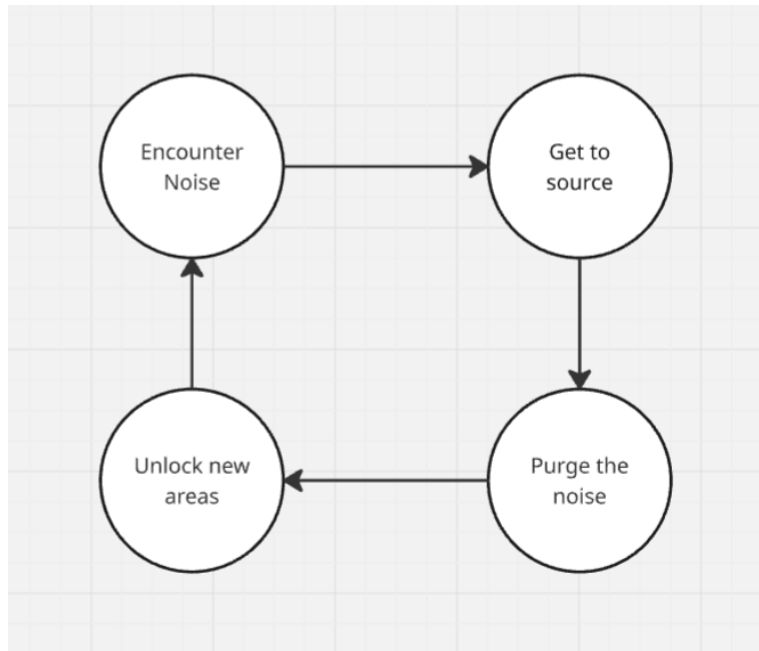 Encounter
Noise
Get to
source
Unlock new
areas
Purge the
noise